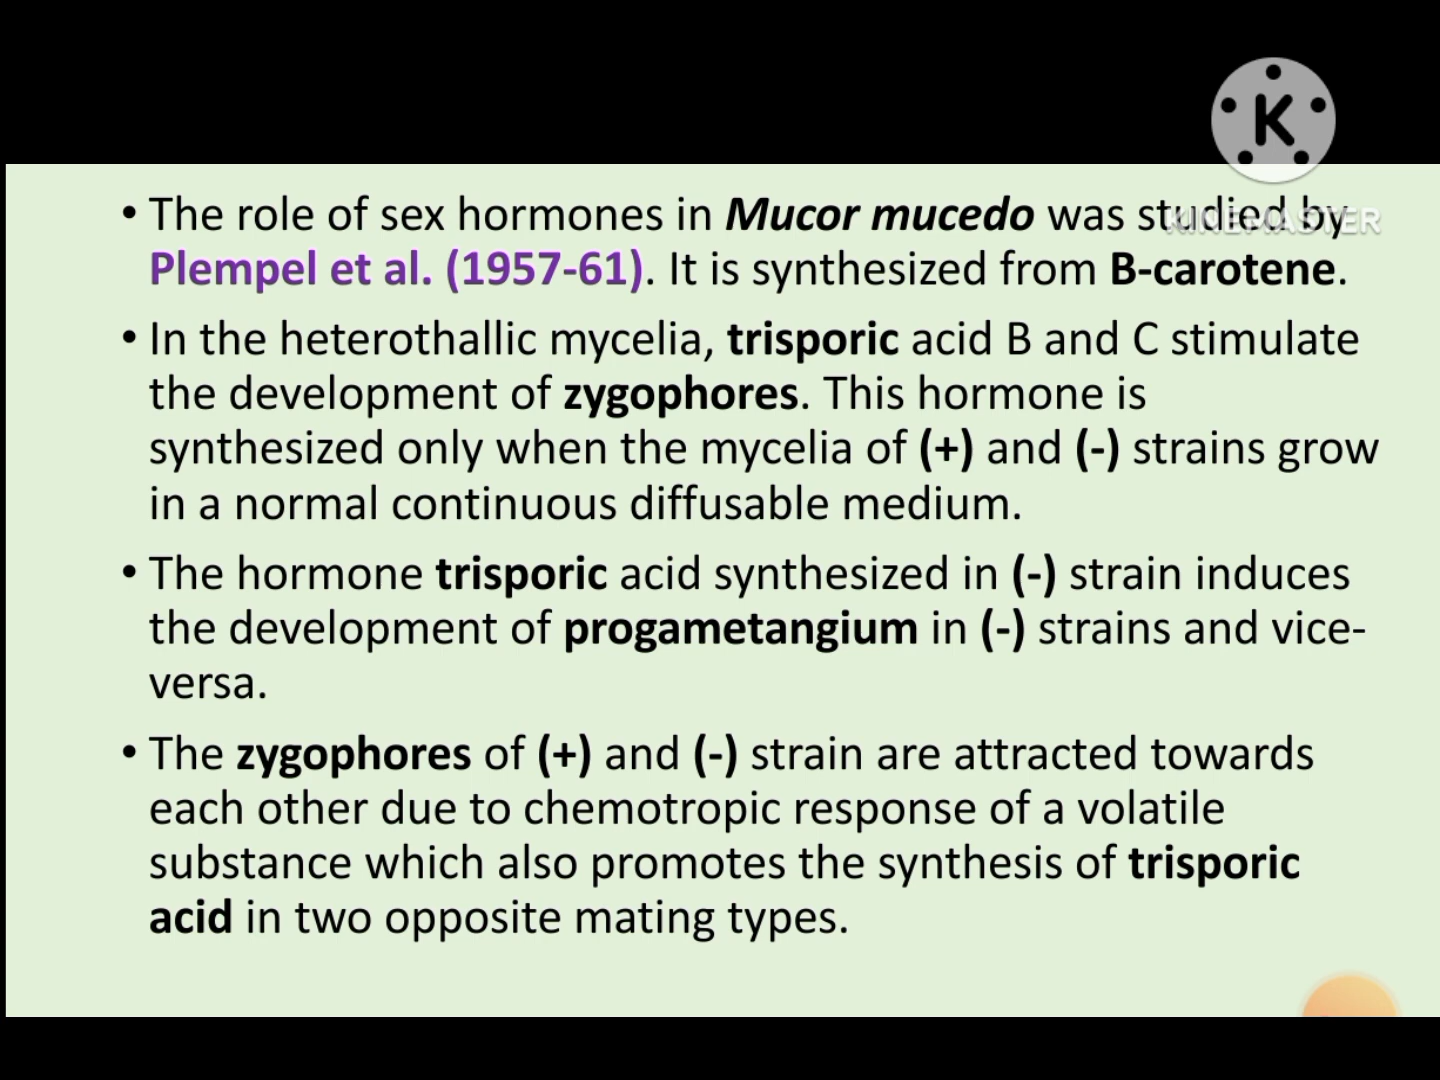 K
KINEMASTER
• The role of sex hormones in Mucor mucedo was studied by
Plempel et al. (1957-61). It is synthesized from B-carotene.
• In the heterothallic mycelia, trisporic acid B and C stimulate
the development of zygophores. This hormone is
synthesized only when the mycelia of (+) and (-) strains grow
in a normal continuous diffusable medium.
• The hormone trisporic acid synthesized in (-) strain induces
the development of progametangium in (-) strains and vice-
versa.
• The zygophores of (+) and (-) strain are attracted towards
each other due to chemotropic response of a volatile
substance which also promotes the synthesis of trisporic
acid in two opposite mating types.